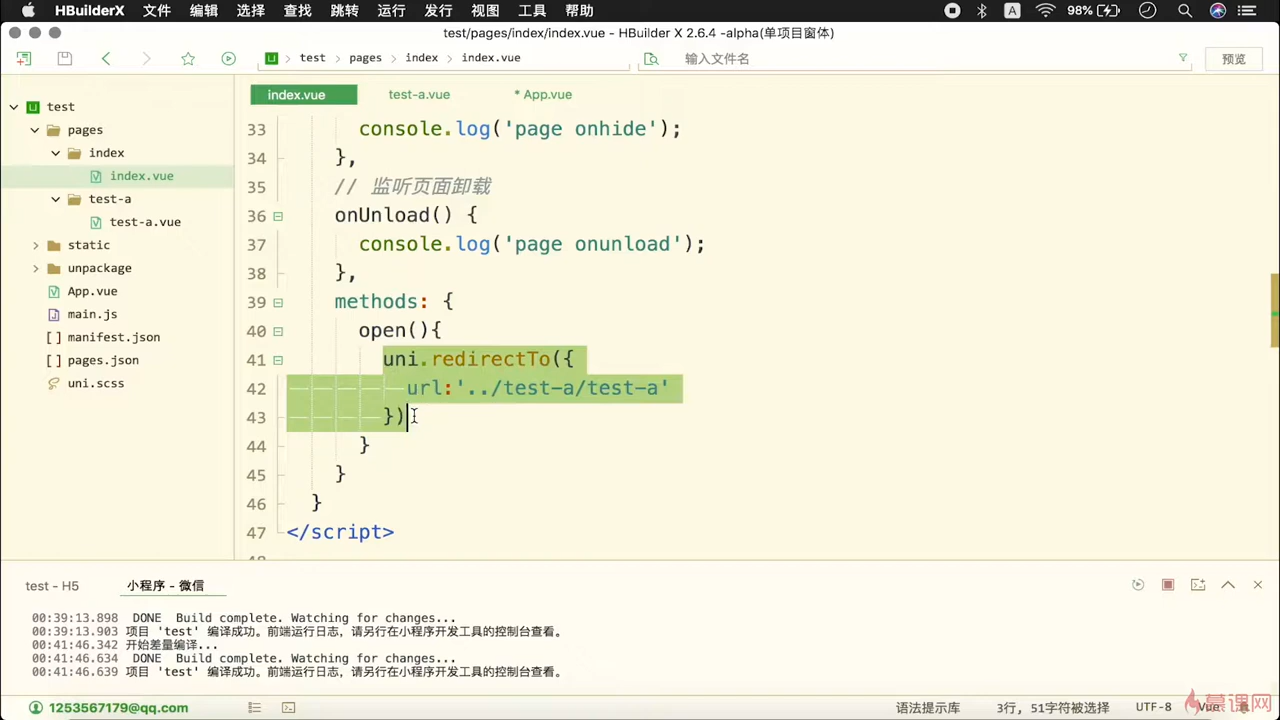 HBuilderX 文件 编辑 选择 查找 跳转 运行 发行 视图 工具 帮助 A 98%
test/pages/index/index.vue - HBuilder X 2.6.4 -alpha(单项目窗体)
test pages index index.vue 输入文件名 预览
index.vue test-a.vue * App.vue
test
pages
index
index.vue
test-a
test-a.vue
static
unpackage
App.vue
main.js
[ ] manifest.json
[ ] pages.json
uni.scss
33 console.log('page onhide');
34 },
35 // 监听页面卸载
36 onUnload() {
37 console.log('page onunload');
38 },
39 methods: {
40 open(){
41 uni.redirectTo({
42 url:'../test-a/test-a'
43 })
44 }
45 }
46 }
47 </script>
test - H5 小程序 - 微信
00:39:13.898 DONE Build complete. Watching for changes...
00:39:13.903 项目 'test' 编译成功。前端运行日志，请另行在小程序开发工具的控制台查看。
00:41:46.342 开始差量编译...
00:41:46.634 DONE Build complete. Watching for changes...
00:41:46.639 项目 'test' 编译成功。前端运行日志，请另行在小程序开发工具的控制台查看。
1253567179@qq.com 语法提示库 3行, 51字符被选择 UTF-8 Vue
慕课网